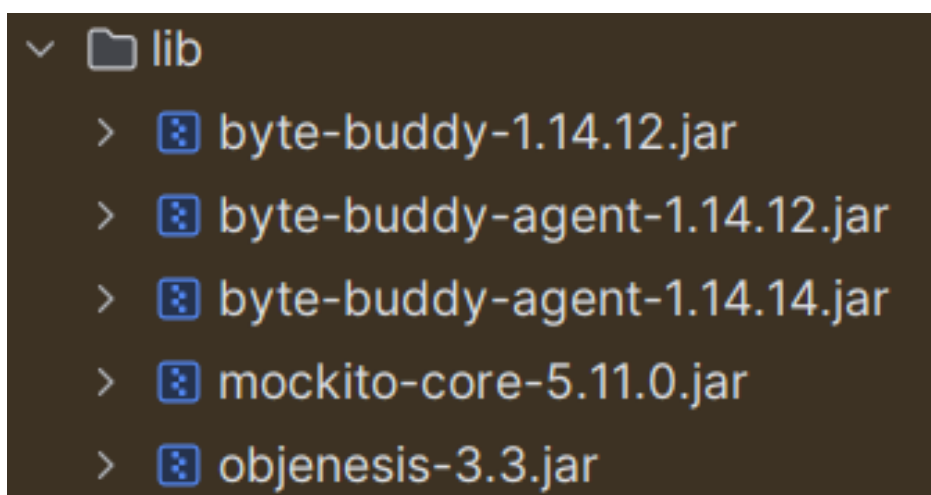 lib
byte-buddy-1.14.12.jar
byte-buddy-agent-1.14.12.jar
byte-buddy-agent-1.14.14.jar
mockito-core-5.11.0.jar
objenesis-3.3.jar